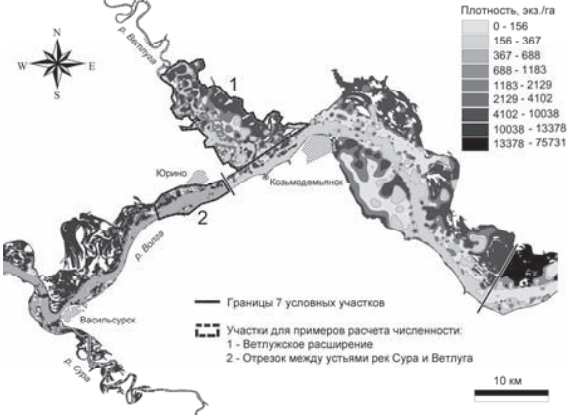 Плотность, экз./га
0 - 156
156 - 367
367 - 688
688 - 1183
1183 - 2129
2129 - 4102
4102 - 10038
10038 - 13378
13378 - 75731
N
W E
S
р. Ветлуга
1
Юрино
Козьмодемьянск
2
р. Волга
Васильсурск
р. Сура
Границы 7 условных участков
Участки для примеров расчета численности:
1 - Ветлужское расширение
2 - Отрезок между устьями рек Сура и Ветлуга
10 км